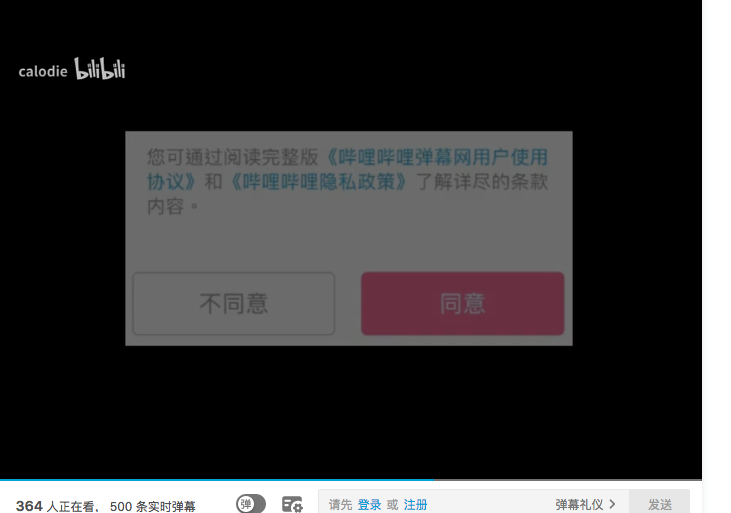 calodie bilibili
您可通过阅读完整版《哔哩哔哩弹幕网用户使用
协议》和《哔哩哔哩隐私政策》了解详尽的条款
内容。
不同意 同意
364 人正在看， 500 条实时弹幕 弹 请先 登录 或 注册 弹幕礼仪 > 发送